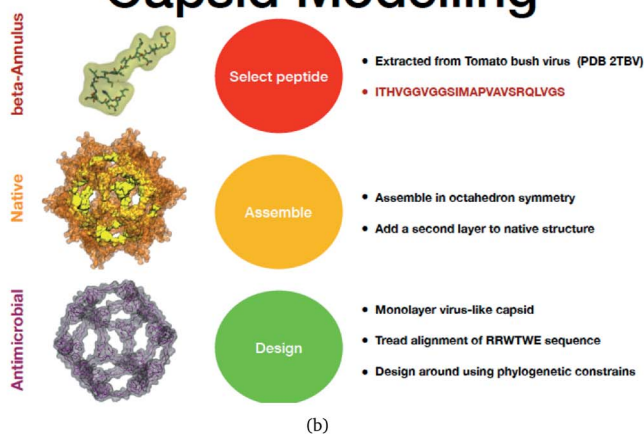 Capsid Modelling
beta-Annulus
Select peptide
• Extracted from Tomato bush virus (PDB 2TBV)
• ITHVGGVGGSIMAPVAVSRQLVGS
Native
Assemble
• Assemble in octahedron symmetry
• Add a second layer to native structure
Antimicrobial
Design
• Monolayer virus-like capsid
• Tread alignment of RRWTWE sequence
• Design around using phylogenetic constrains
(b)